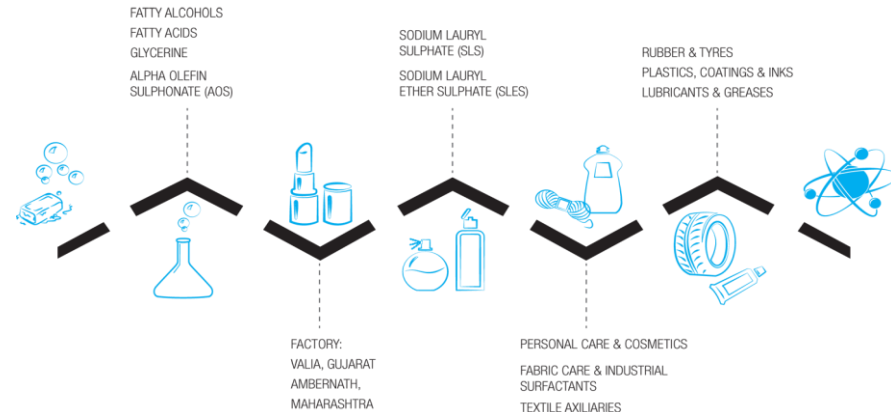 FATTY ALCOHOLS
FATTY ACIDS
GLYCERINE
ALPHA OLEFIN
SULPHONATE (AOS)
SODIUM LAURYL
SULPHATE (SLS)
SODIUM LAURYL
ETHER SULPHATE (SLES)
RUBBER & TYRES
PLASTICS, COATINGS & INKS
LUBRICANTS & GREASES
FACTORY:
VALIA, GUJARAT
AMBERNATH,
MAHARASHTRA
PERSONAL CARE & COSMETICS
FABRIC CARE & INDUSTRIAL
SURFACTANTS
TEXTILE AXILIARIES